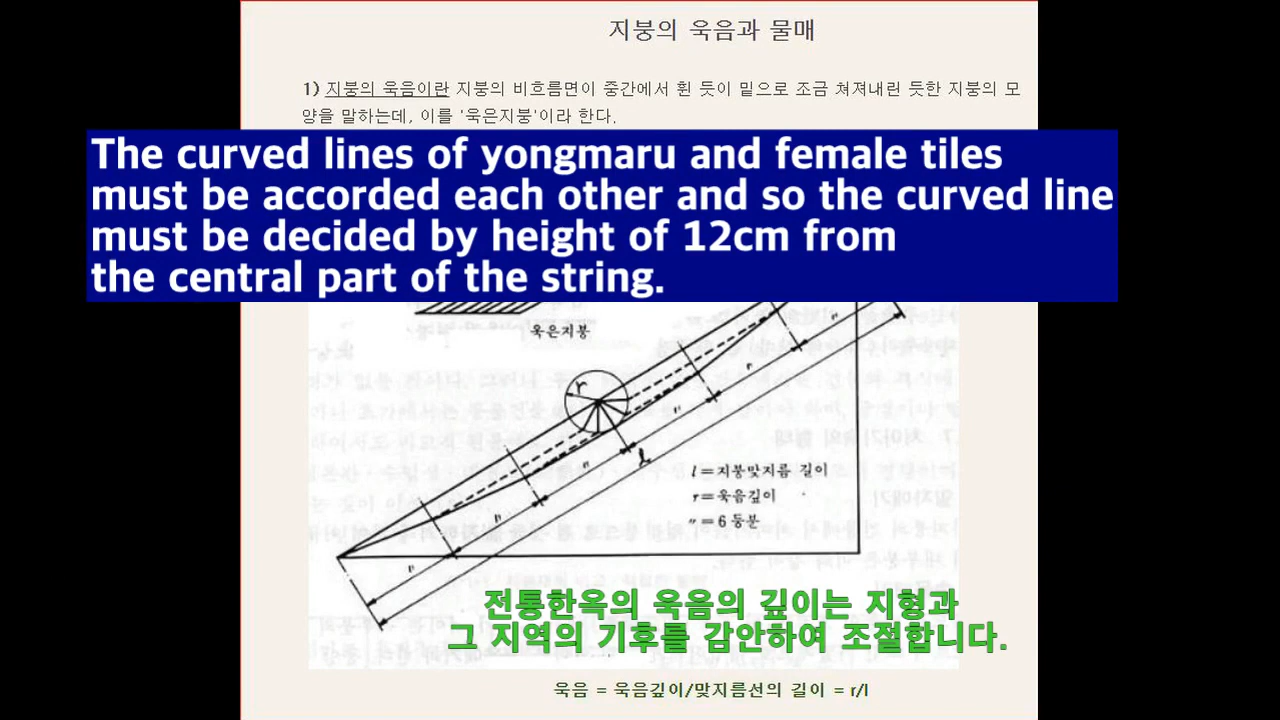 지붕의 욱음과 물매
1) 지붕의 욱음이란 지붕의 비흐름면이 중간에서 휜 듯이 밑으로 조금 쳐져내린 듯한 지붕의 모
양을 말하는데, 이를 '욱은지붕'이라 한다.
The curved lines of yongmaru and female tiles
must be accorded each other and so the curved line
must be decided by height of 12cm from
the central part of the string.
욱은지붕
r
r
r
〃
〃
l
〃
〃
l=지붕맞지름 길이
r=욱음깊이
〃=6등분
전통한옥의 욱음의 깊이는 지형과
그 지역의 기후를 감안하여 조절합니다.
욱음 = 욱음깊이/맞지름선의 길이 = r/l